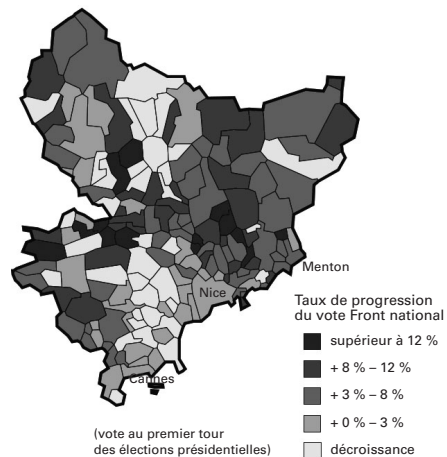 Menton
Nice
Cannes
Taux de progression
du vote Front national
supérieur à 12 %
+ 8 % – 12 %
+ 3 % – 8 %
+ 0 % – 3 %
décroissance
(vote au premier tour
des élections présidentielles)